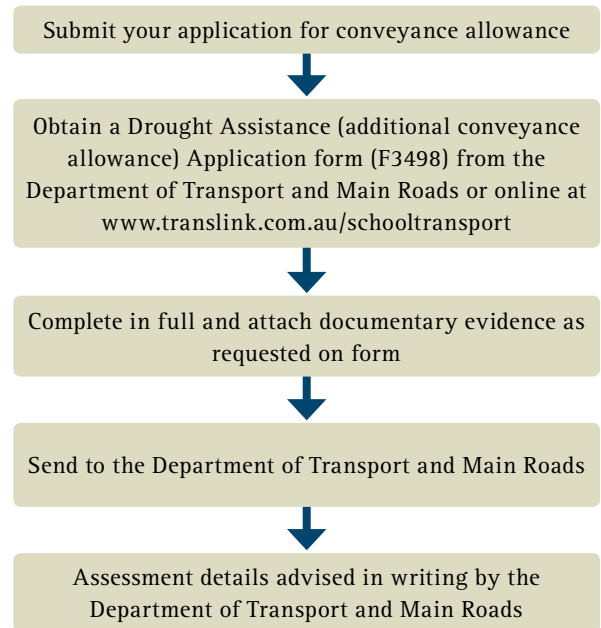 Submit your application for conveyance allowance
Obtain a Drought Assistance (additional conveyance
allowance) Application form (F3498) from the
Department of Transport and Main Roads or online at
www.translink.com.au/schooltransport
Complete in full and attach documentary evidence as
requested on form
Send to the Department of Transport and Main Roads
Assessment details advised in writing by the
Department of Transport and Main Roads